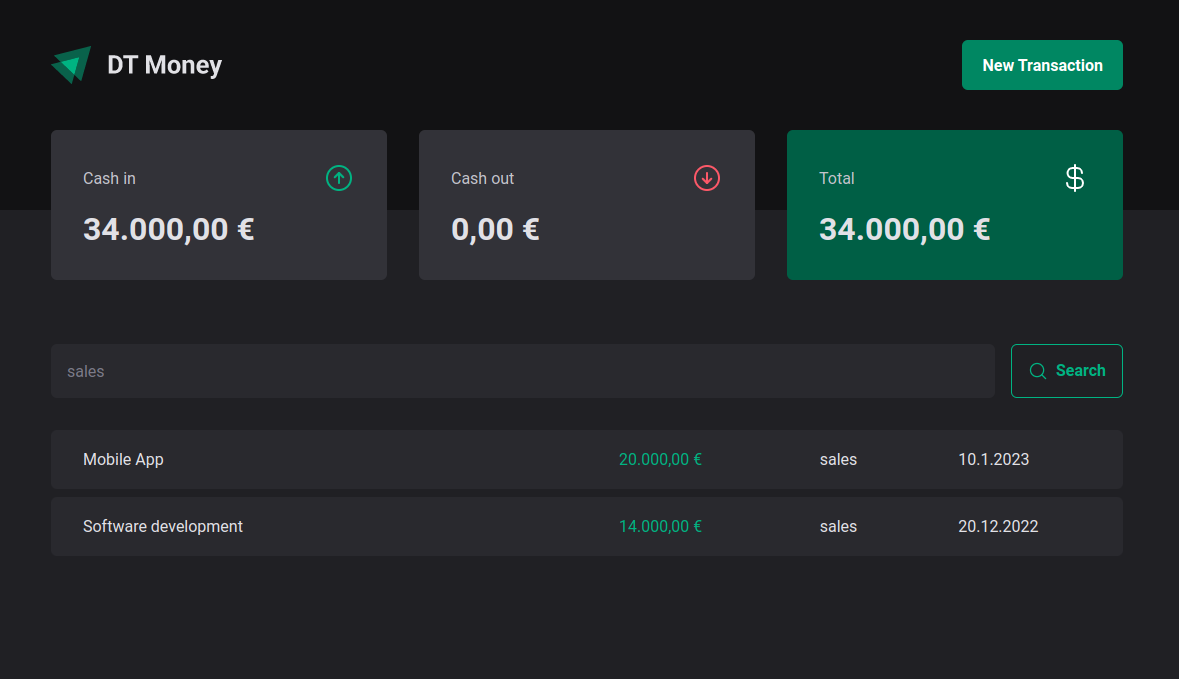 DT Money
New Transaction
Cash in
34.000,00 €
Cash out
0,00 €
Total
$
34.000,00 €
sales
Search
Mobile App 20.000,00 € sales 10.1.2023
Software development 14.000,00 € sales 20.12.2022